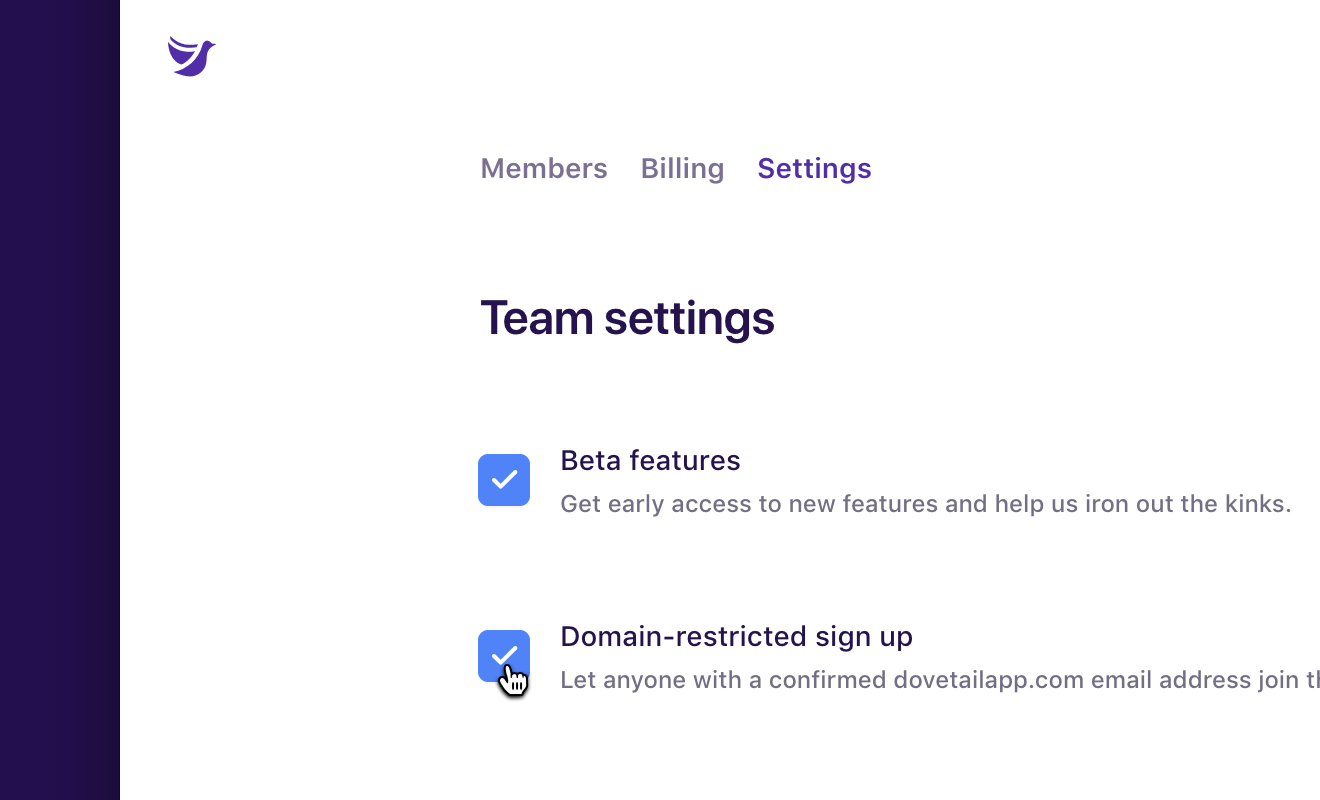 Members Billing Settings
Team settings
Beta features
Get early access to new features and help us iron out the kinks.
Domain-restricted sign up
Let anyone with a confirmed dovetailapp.com email address join